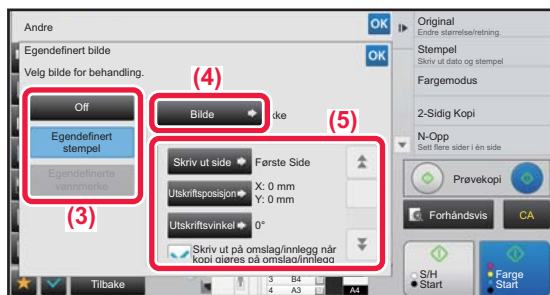 Andre
OK
Egendefinert bilde
OK
Velg bilde for behandling.
(4)
Off
Egendefinert
stempel
Egendefinerte
vannmerke
(3)
Bilde
kke
(5)
Skriv ut side
Første Side
Utskriftsposisjon
X: 0 mm
Y: 0 mm
Utskriftsvinkel
0°
Skriv ut på omslag/innlegg når
kopi gjøres på omslag/innlegg
Tilbake
3 B4
4 A3
A4
Original
Endre størrelse/retning.
Stempel
Skriv ut dato og stempel
Fargemodus
2-Sidig Kopi
N-Opp
Sett flere sider i én side
Prøvekopi
Forhåndsvis
CA
S/H
Start
Farge
Start